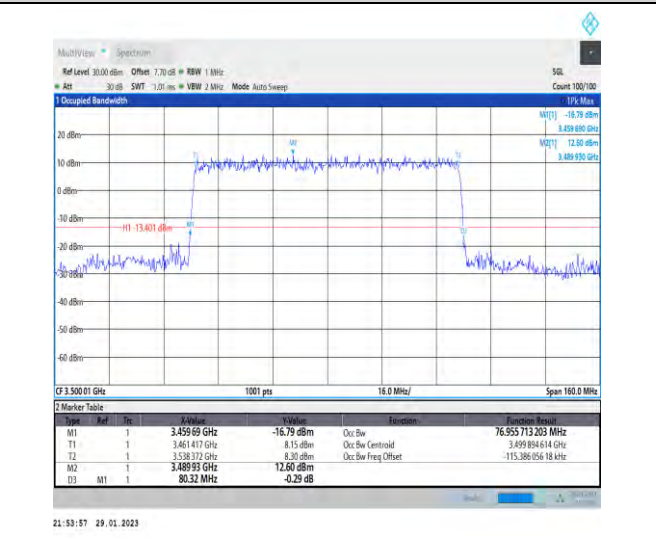 MultiView Spectrum
Ref Level 30.00 dBm Offset 7.70 dB RBW 1 MHz SGL
Att 30 dB SWT 1.01 ms VBW 2 MHz Mode Auto Sweep Count 100/100
1 Occupied Bandwidth 1Pk Max
M1[1] -16.79 dBm
3.459 690 GHz
M2[1] 12.60 dBm
3.489 930 GHz
20 dBm
M2
T1
T2
10 dBm
0 dBm
-10 dBm
H1 -13.401 dBm
M1
-20 dBm
-30 dBm
-40 dBm
-50 dBm
-60 dBm
CF 3.500 01 GHz 1001 pts 16.0 MHz/ Span 160.0 MHz
2 Marker Table
Type Ref Trc X-Value Y-Value Function Function Result
M1 1 3.459 69 GHz -16.79 dBm Occ Bw 76.955 713 203 MHz
T1 1 3.461 417 GHz 8.15 dBm Occ Bw Centroid 3.499 894 614 GHz
T2 1 3.538 372 GHz 8.30 dBm Occ Bw Freq Offset -115.386 056 18 kHz
M2 1 3.489 93 GHz 12.60 dBm
D3 M1 1 80.32 MHz -0.29 dB
21:53:57 29.01.2023